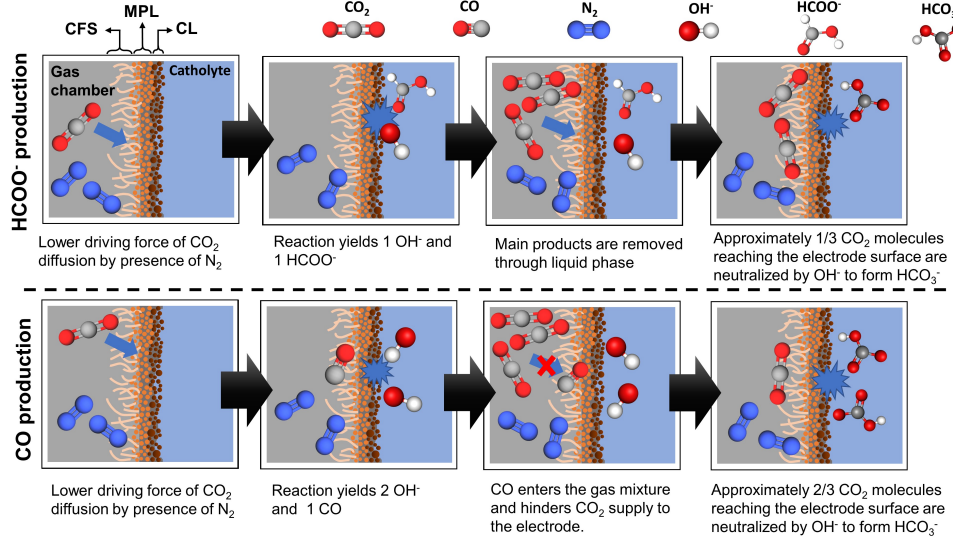 CO₂ CO N₂ OH⁻ HCOO⁻ HCO₃
MPL
CFS CL
HCOO⁻ production
Gas chamber
Catholyte
Lower driving force of CO₂
diffusion by presence of N₂
Reaction yields 1 OH⁻ and
1 HCOO⁻
Main products are removed
through liquid phase
Approximately 1/3 CO₂ molecules
reaching the electrode surface are
neutralized by OH⁻ to form HCO₃⁻
CO production
Lower driving force of CO₂
diffusion by presence of N₂
Reaction yields 2 OH⁻
and 1 CO
CO enters the gas mixture
and hinders CO₂ supply to
the electrode.
Approximately 2/3 CO₂ molecules
reaching the electrode surface are
neutralized by OH⁻ to form HCO₃⁻